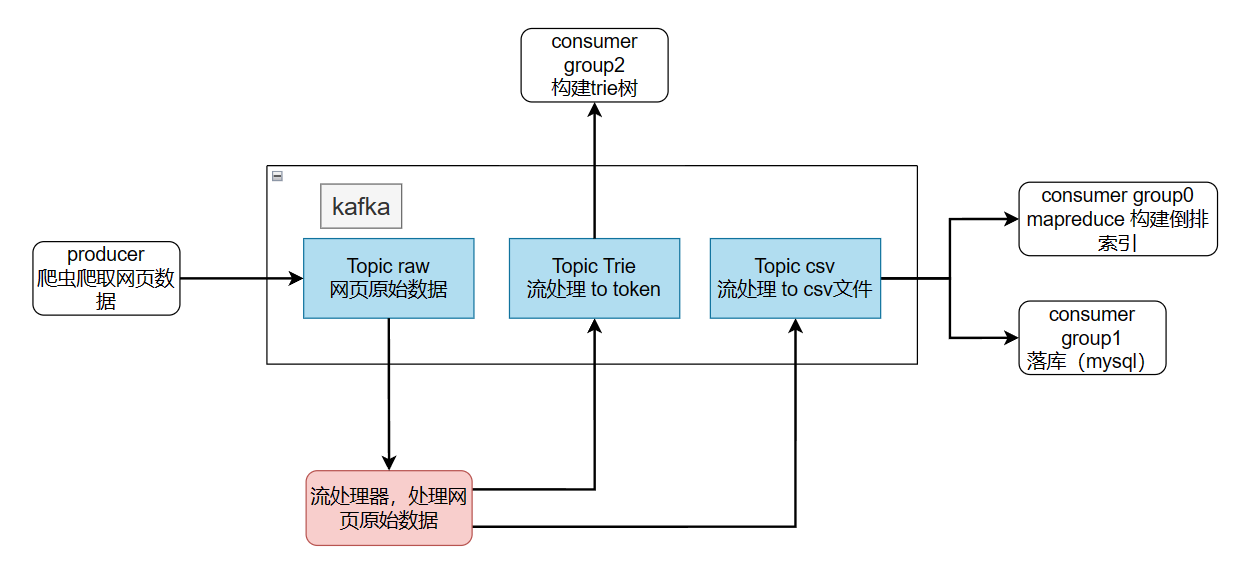 consumer
group2
构建trie树
kafka
producer
爬虫爬取网页数
据
Topic raw
网页原始数据
Topic Trie
流处理 to token
Topic csv
流处理 to csv文件
consumer group0
mapreduce 构建倒排
索引
consumer
group1
落库（mysql）
流处理器，处理网
页原始数据